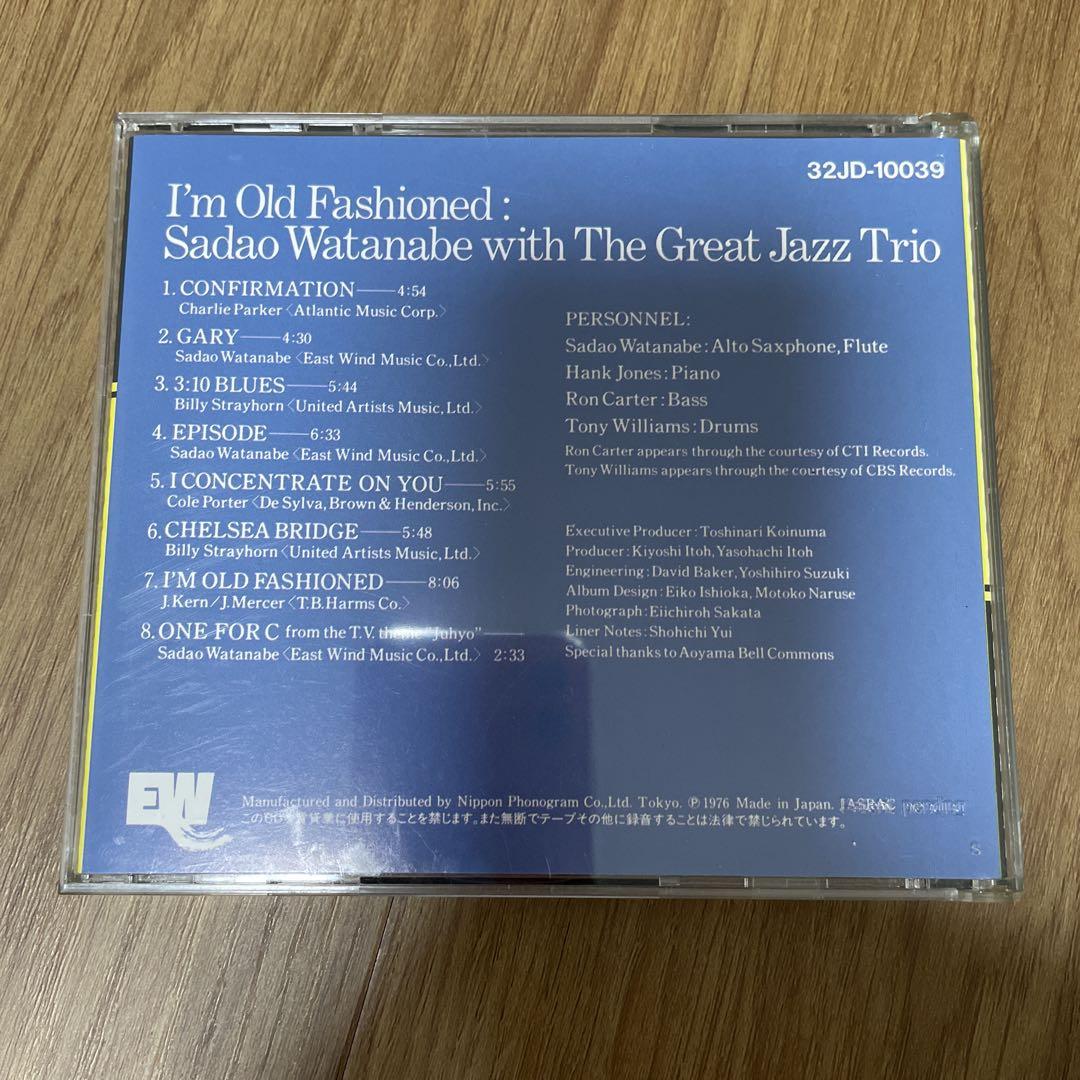 32JD-10039
I'm Old Fashioned:
Sadao Watanabe with The Great Jazz Trio
1. CONFIRMATION——4:54
Charlie Parker〈Atlantic Music Corp.〉
2. GARY——4:30
Sadao Watanabe〈East Wind Music Co.,Ltd.〉
3. 3:10 BLUES——5:44
Billy Strayhorn〈United Artists Music, Ltd.〉
4. EPISODE——6:33
Sadao Watanabe〈East Wind Music Co.,Ltd.〉
5. I CONCENTRATE ON YOU——5:55
Cole Porter〈De Sylva, Brown & Henderson, Inc.〉
6. CHELSEA BRIDGE——5:48
Billy Strayhorn〈United Artists Music, Ltd.〉
7. I'M OLD FASHIONED——8:06
J. Kern/J. Mercer〈T.B. Harms Co.〉
8. ONE FOR C from the T.V. theme "Juhyo"——
Sadao Watanabe〈East Wind Music Co.,Ltd.〉 2:33
PERSONNEL:
Sadao Watanabe: Alto Saxphone, Flute
Hank Jones: Piano
Ron Carter: Bass
Tony Williams: Drums
Ron Carter appears through the courtesy of CTI Records.
Tony Williams appears through the courtesy of CBS Records.
Executive Producer: Toshinari Koinuma
Producer: Kiyoshi Itoh, Yasohachi Itoh
Engineering: David Baker, Yoshihiro Suzuki
Album Design: Eiko Ishioka, Motoko Naruse
Photograph: Eiichiroh Sakata
Liner Notes: Shohichi Yui
Special thanks to Aoyama Bell Commons
EW
Manufactured and Distributed by Nippon Phonogram Co., Ltd. Tokyo. ℗ 1976 Made in Japan. JASRAC
このCDを賃貸業に使用することを禁じます。また無断でテープその他に録音することは法律で禁じられています。
S